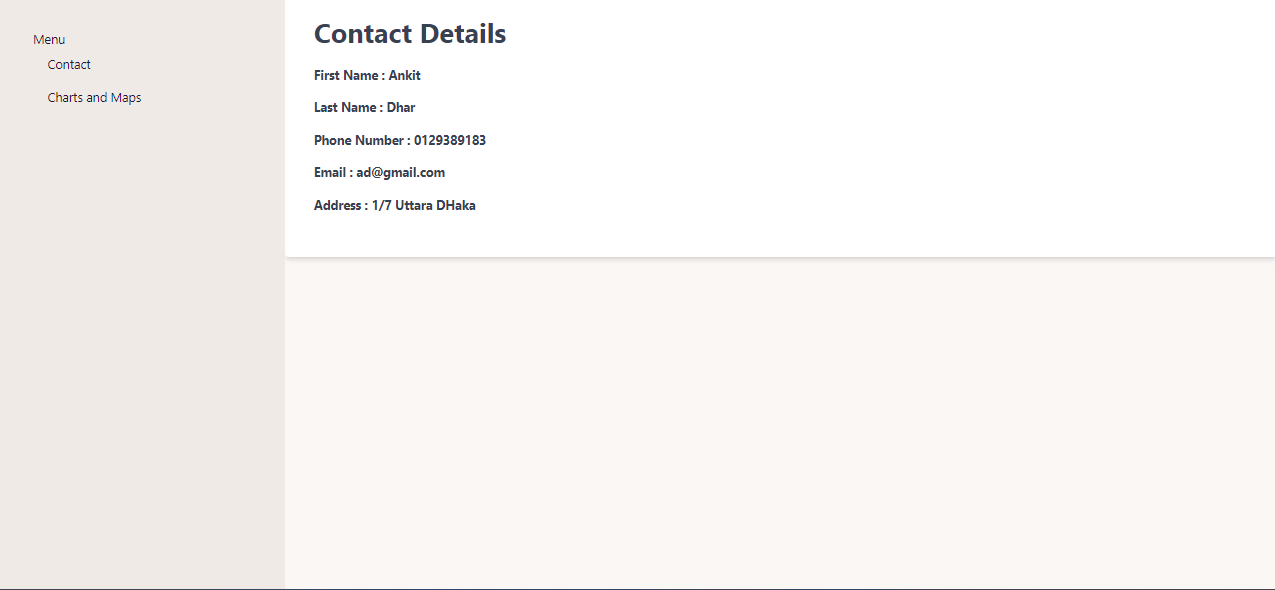 Menu
Contact
Charts and Maps
Contact Details
First Name : Ankit
Last Name : Dhar
Phone Number : 0129389183
Email : ad@gmail.com
Address : 1/7 Uttara DHaka